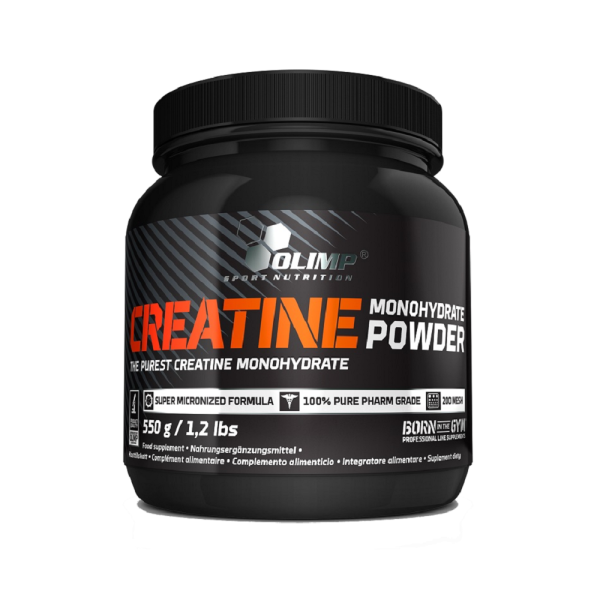 OLIMP®
SPORT NUTRITION
CREATINE MONOHYDRATE POWDER
THE PUREST CREATINE MONOHYDRATE
SUPER MICRONIZED FORMULA 100% PURE PHARM GRADE 200 MESH
550 g / 1,2 lbs
BORN IN THE GYM
PROFESSIONAL LINE SUPPLEMENTS
Food supplement • Nahrungsergänzungsmittel •
• Complément alimentaire • Complemento alimenticio • Integratore alimentare • Suplement diety